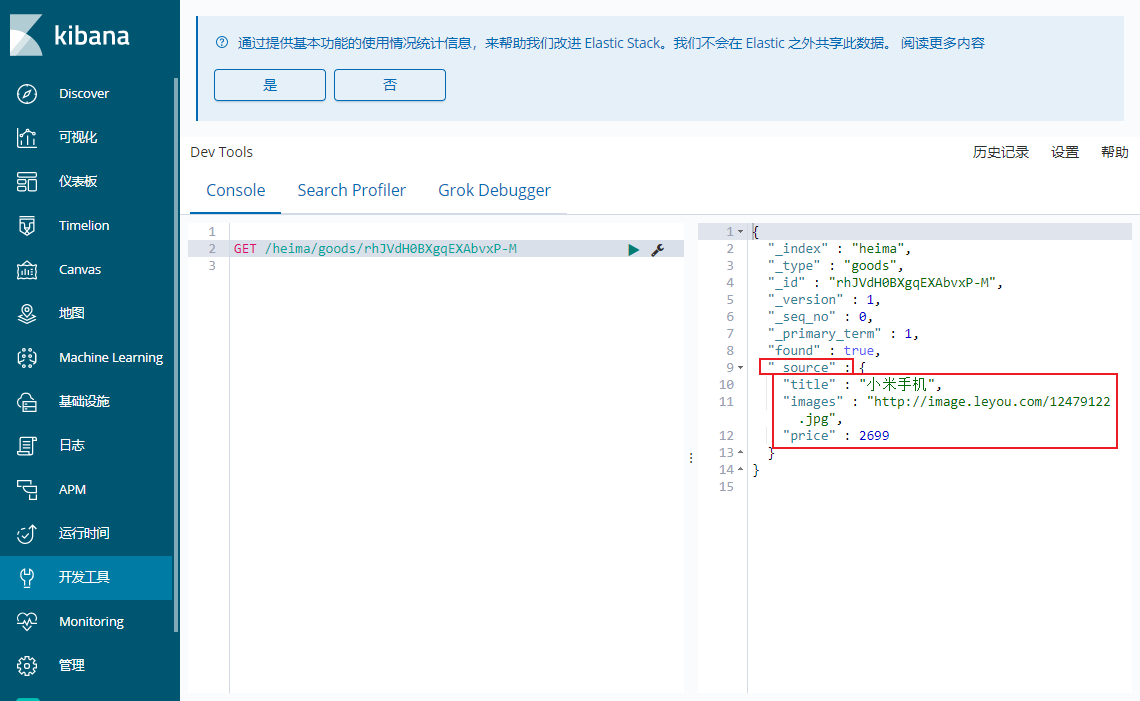 kibana
Discover
可视化
仪表板
Timelion
Canvas
地图
Machine Learning
基础设施
日志
APM
运行时间
开发工具
Monitoring
管理
通过提供基本功能的使用情况统计信息，来帮助我们改进 Elastic Stack。我们不会在 Elastic 之外共享此数据。 阅读更多内容
是 否
Dev Tools 历史记录 设置 帮助
Console Search Profiler Grok Debugger
1
2 GET /heima/goods/rhJVdH0BXgqEXAbvxP-M
3
1 {
2 "_index" : "heima",
3 "_type" : "goods",
4 "_id" : "rhJVdH0BXgqEXAbvxP-M",
5 "_version" : 1,
6 "_seq_no" : 0,
7 "_primary_term" : 1,
8 "found" : true,
9 "_source" : {
10 "title" : "小米手机",
11 "images" : "http://image.leyou.com/12479122
.jpg",
12 "price" : 2699
13 }
14 }
15